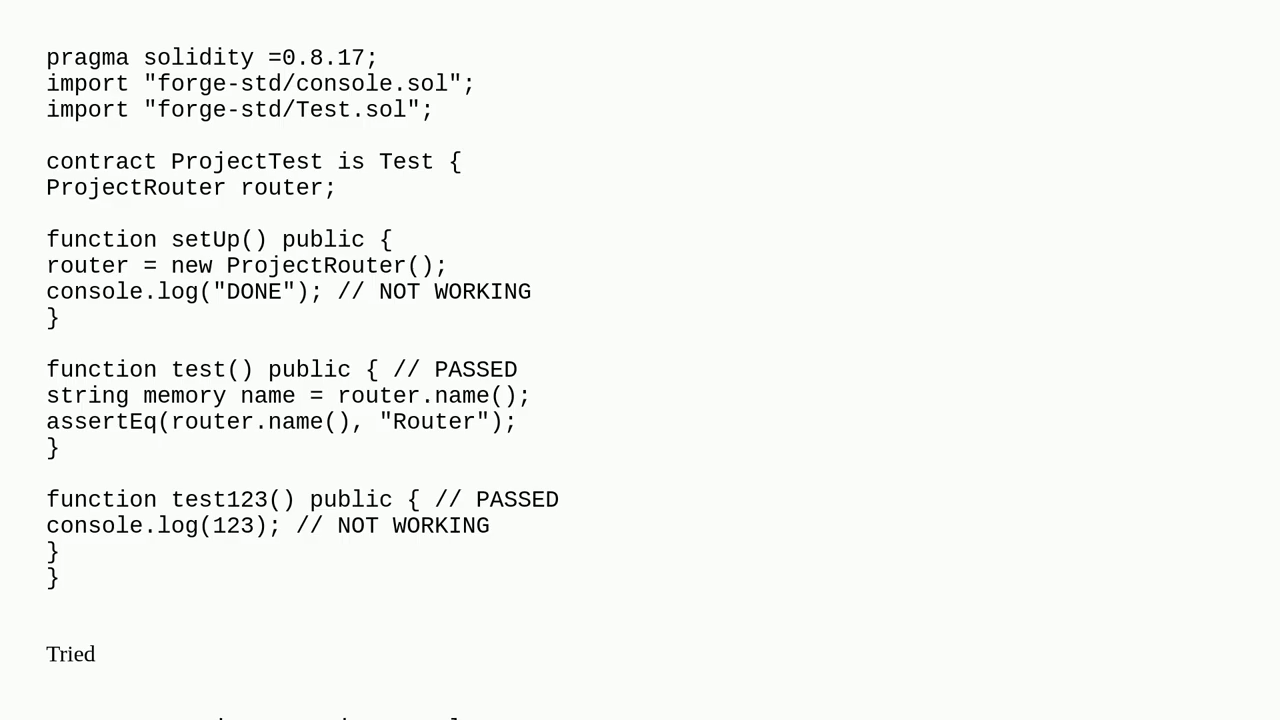 pragma solidity =0.8.17;
import "forge-std/console.sol";
import "forge-std/Test.sol";

contract ProjectTest is Test {
ProjectRouter router;

function setUp() public {
router = new ProjectRouter();
console.log("DONE"); // NOT WORKING
}

function test() public { // PASSED
string memory name = router.name();
assertEq(router.name(), "Router");
}

function test123() public { // PASSED
console.log(123); // NOT WORKING
}
}

Tried